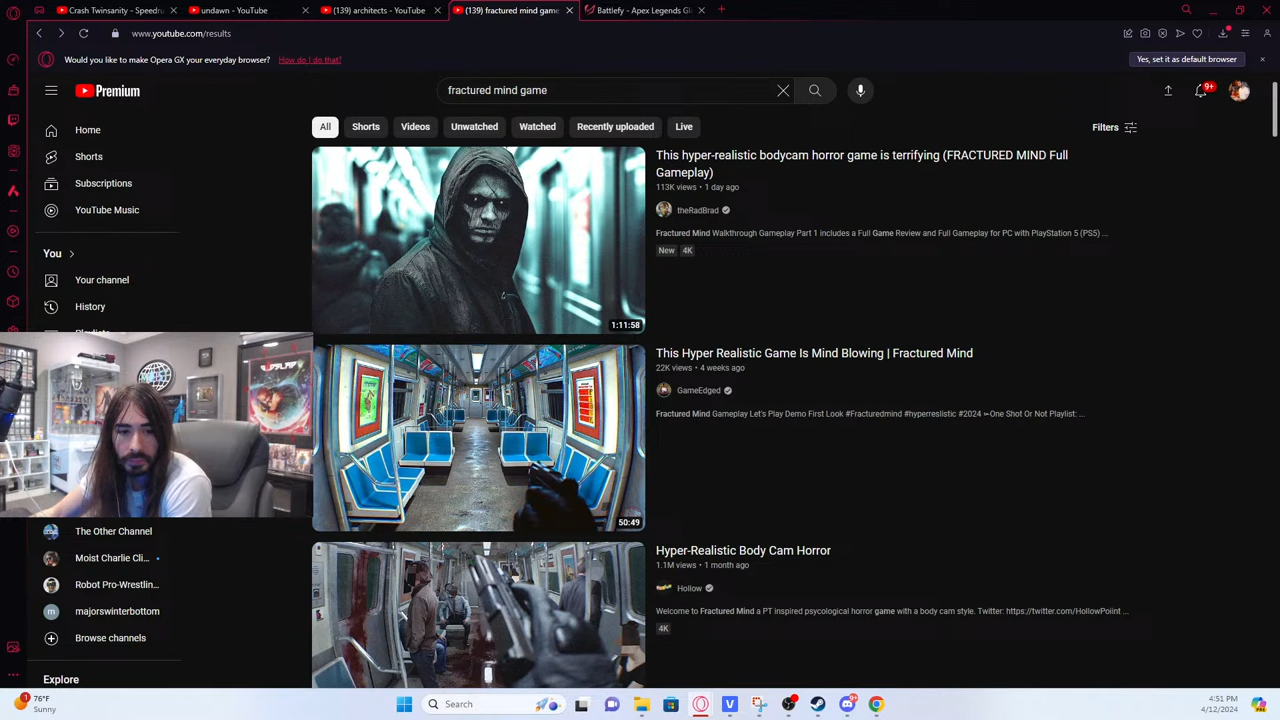 Crash Twinsanity - Speedru
undawn - YouTube
(139) architects - YouTube
(139) fractured mind game
Battlefy - Apex Legends Gl
www.youtube.com/results
Would you like to make Opera GX your everyday browser? How do I do that?
Yes, set it as default browser
Premium
fractured mind game
9+
Home
Shorts
Subscriptions
YouTube Music
You
Your channel
History
The Other Channel
Moist Charlie Cli...
Robot Pro-Wrestlin...
m
majorswinterbottom
Browse channels
Explore
All
Shorts
Videos
Unwatched
Watched
Recently uploaded
Live
Filters
1:11:58
This hyper-realistic bodycam horror game is terrifying (FRACTURED MIND Full
Gameplay)
113K views • 1 day ago
theRadBrad
Fractured Mind Walkthrough Gameplay Part 1 includes a Full Game Review and Full Gameplay for PC with PlayStation 5 (PS5) ...
New 4K
50:49
This Hyper Realistic Game Is Mind Blowing | Fractured Mind
22K views • 4 weeks ago
GameEdged
Fractured Mind Gameplay Let's Play Demo First Look #Fracturedmind #hyperreslistic #2024 ➳One Shot Or Not Playlist: ...
Hyper-Realistic Body Cam Horror
1.1M views • 1 month ago
Hollow
Welcome to Fractured Mind a PT inspired psycological horror game with a body cam style. Twitter: https://twitter.com/HollowPoiint ...
4K
1
76°F
Sunny
Search
V
9+
4:51 PM
4/12/2024